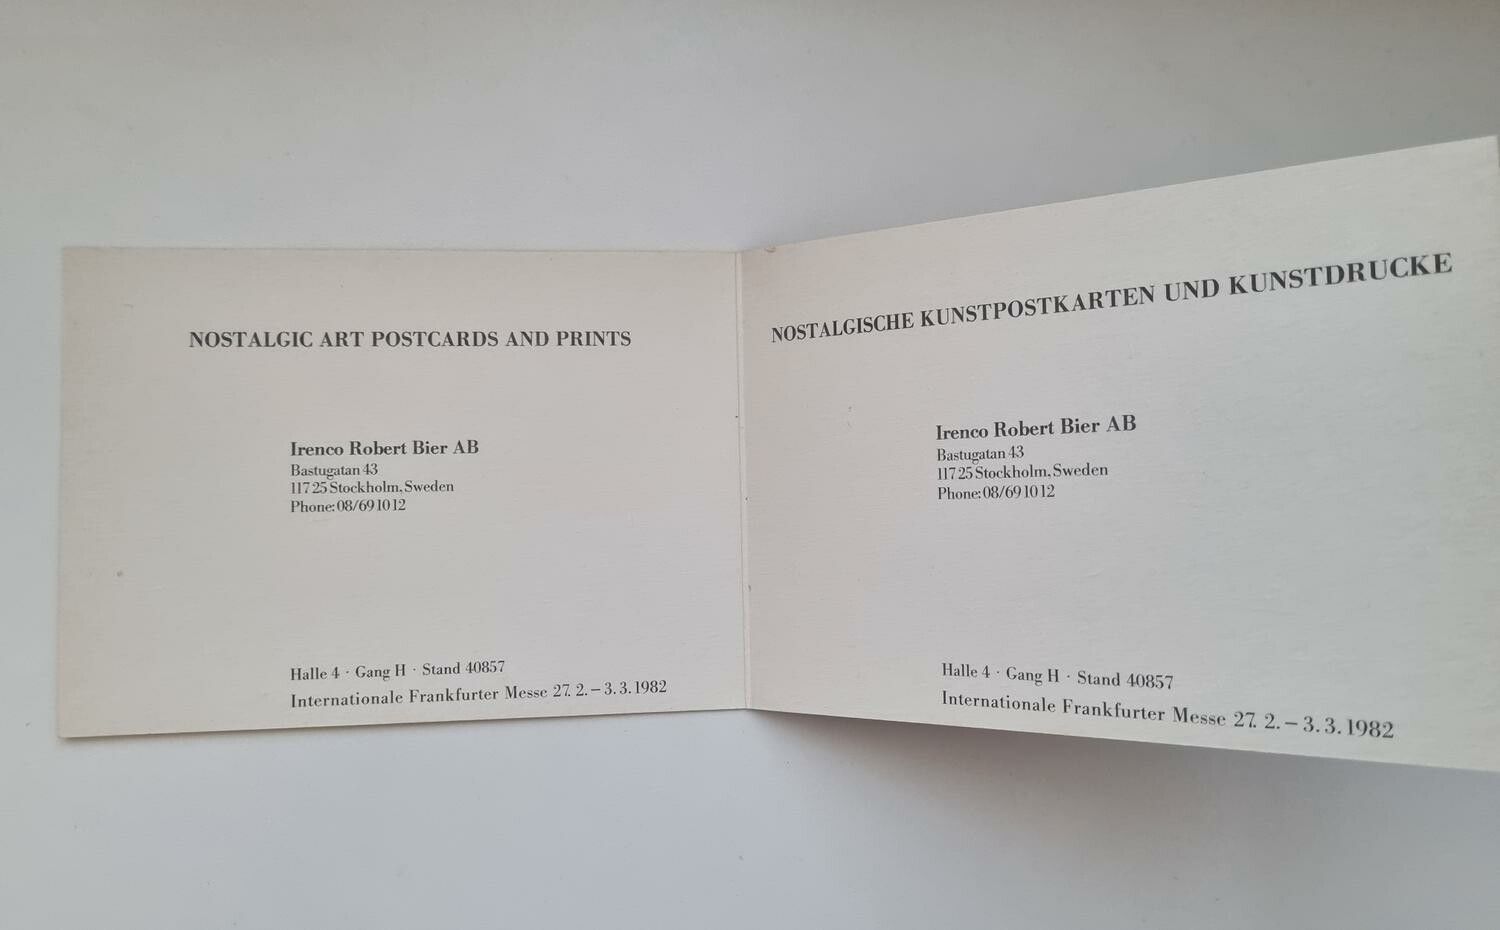 NOSTALGIC ART POSTCARDS AND PRINTS
Irenco Robert Bier AB
Bastugatan 43
117 25 Stockholm, Sweden
Phone: 08/69 10 12
Halle 4 · Gang H · Stand 40857
Internationale Frankfurter Messe 27. 2. – 3. 3. 1982
NOSTALGISCHE KUNSTPOSTKARTEN UND KUNSTDRUCKE
Irenco Robert Bier AB
Bastugatan 43
117 25 Stockholm, Sweden
Phone: 08/69 10 12
Halle 4 · Gang H · Stand 40857
Internationale Frankfurter Messe 27. 2. – 3. 3. 1982